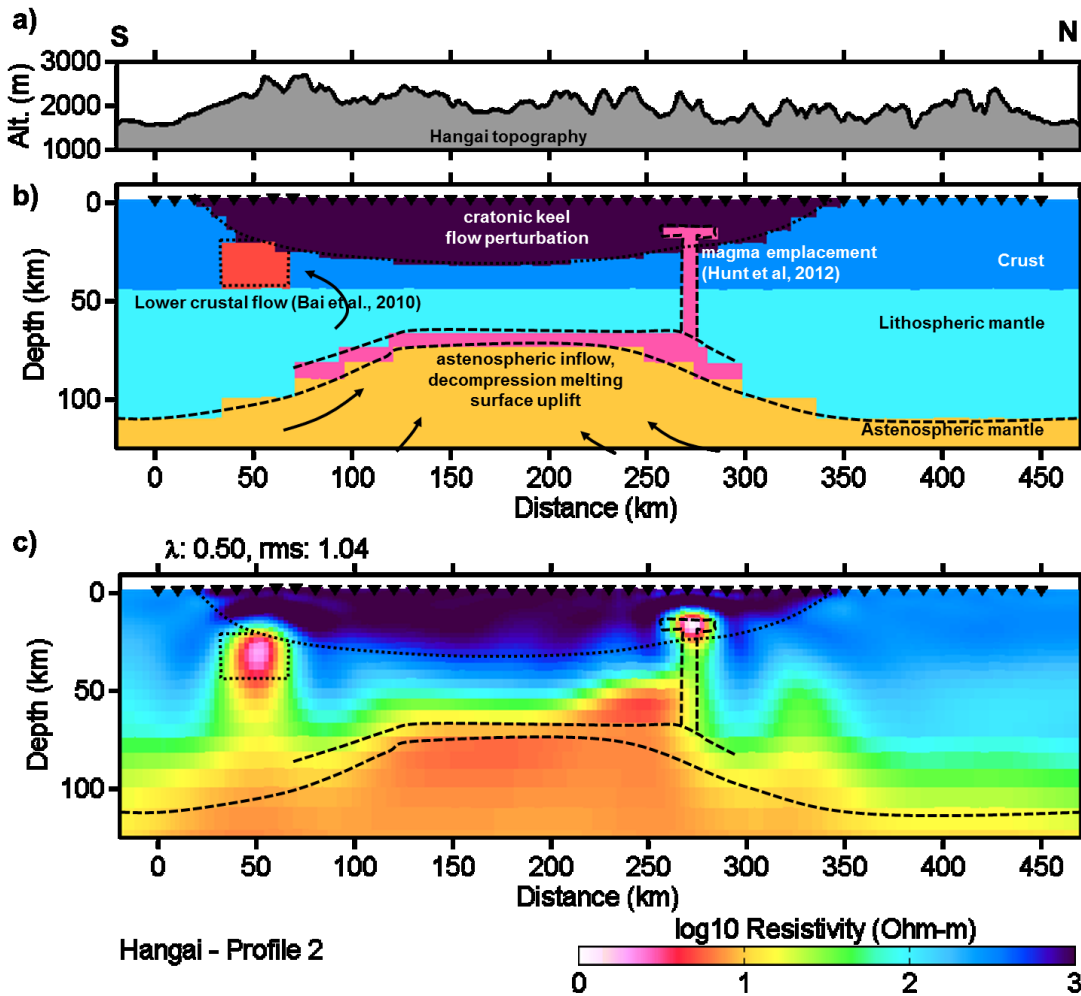 a)
S
N
3000
2000
1000
Alt. (m)
Hangai topography
b)
0
50
100
Depth (km)
cratonic keel
flow perturbation
magma emplacement
(Hunt et al, 2012)
Crust
Lower crustal flow (Bai et al., 2010)
Lithospheric mantle
astenospheric inflow,
decompression melting
surface uplift
Astenospheric mantle
0 50 100 150 200 250 300 350 400 450
Distance (km)
c)
λ: 0.50, rms: 1.04
0
50
100
Depth (km)
0 50 100 150 200 250 300 350 400 450
Distance (km)
Hangai - Profile 2
log10 Resistivity (Ohm-m)
0 1 2 3